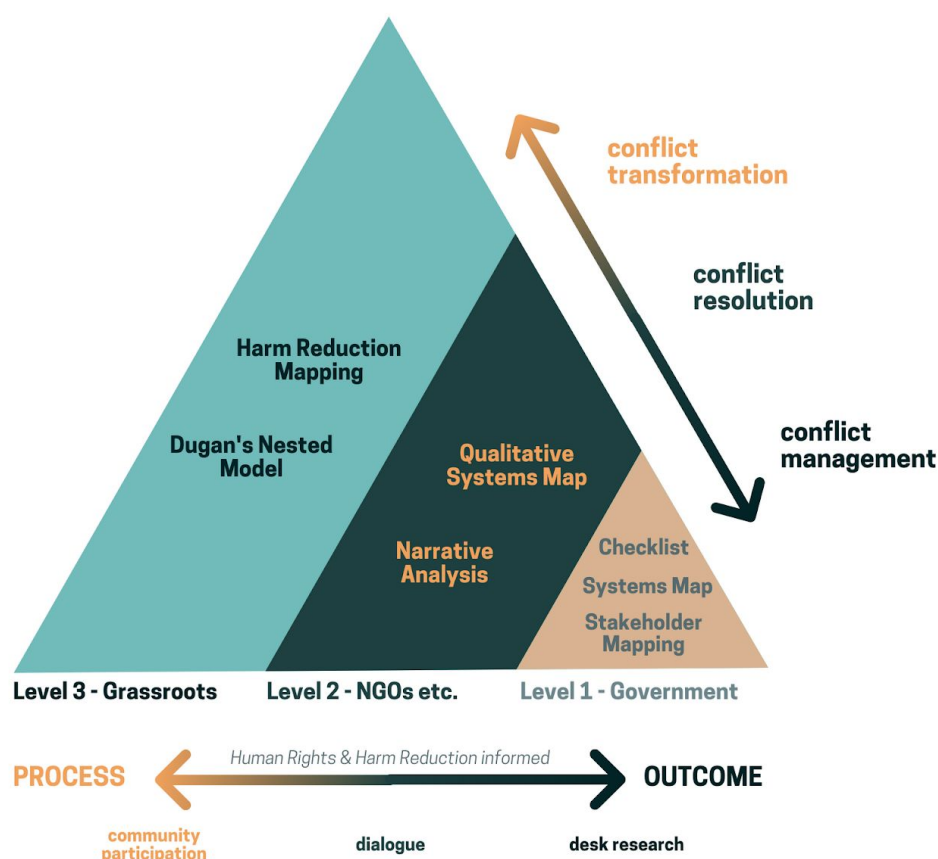 conflict
transformation
conflict
resolution
conflict
management
Harm Reduction
Mapping
Dugan's Nested
Model
Qualitative
Systems Map
Narrative
Analysis
Checklist
Systems Map
Stakeholder
Mapping
Level 3 - Grassroots
Level 2 - NGOs etc.
Level 1 - Government
Human Rights & Harm Reduction informed
PROCESS
OUTCOME
community
participation
dialogue
desk research